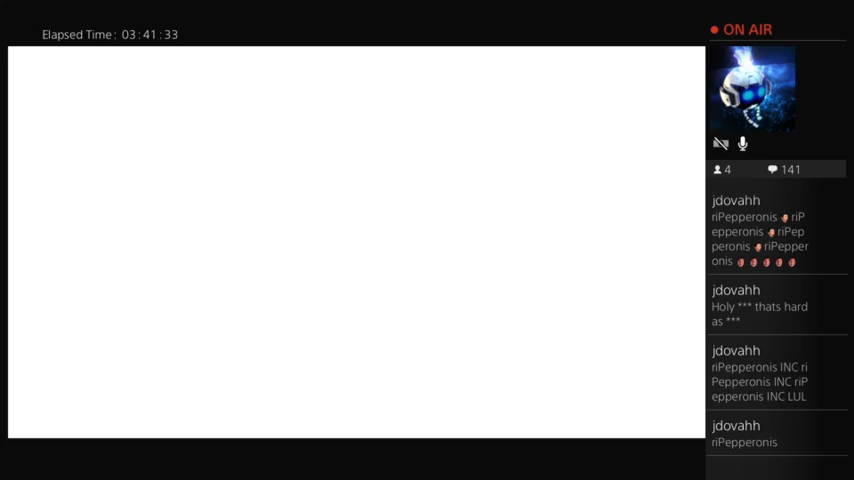 Elapsed Time: 03:41:33
ON AIR
4 141
jdovahh
riPepperonis riP
epperonis riPep
peronis riPepper
onis
jdovahh
Holy *** thats hard
as ***
jdovahh
riPepperonis INC ri
Pepperonis INC riP
epperonis INC LUL
jdovahh
riPepperonis